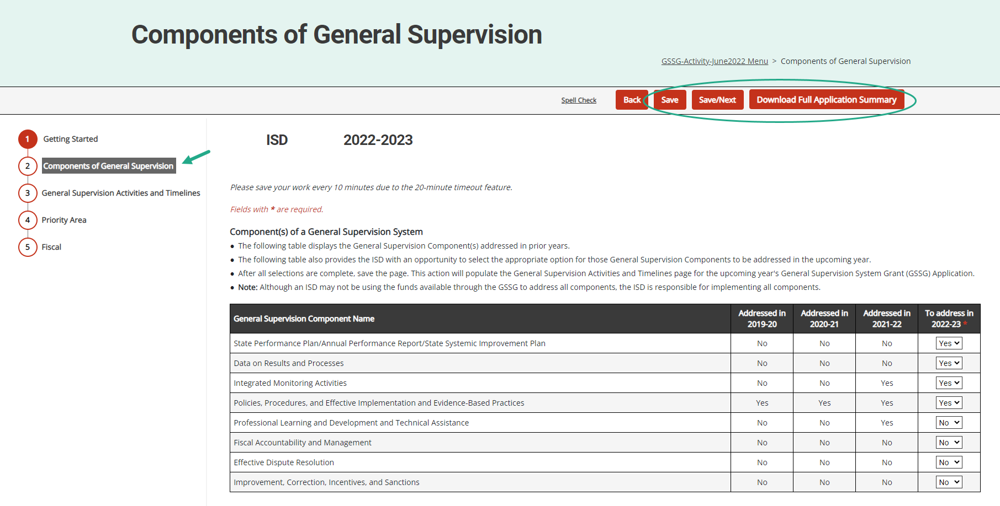 Components of General Supervision
GSSG-Activity-June2022 Menu > Components of General Supervision
Spell Check Back Save Save/Next Download Full Application Summary
1 Getting Started
2 Components of General Supervision
3 General Supervision Activities and Timelines
4 Priority Area
5 Fiscal
ISD 2022-2023
Please save your work every 10 minutes due to the 20-minute timeout feature.
Fields with * are required.
Component(s) of a General Supervision System
• The following table displays the General Supervision Component(s) addressed in prior years.
• The following table also provides the ISD with an opportunity to select the appropriate option for those General Supervision Components to be addressed in the upcoming year.
• After all selections are complete, save the page. This action will populate the General Supervision Activities and Timelines page for the upcoming year's General Supervision System Grant (GSSG) Application.
• Note: Although an ISD may not be using the funds available through the GSSG to address all components, the ISD is responsible for implementing all components.
General Supervision Component Name Addressed in 2019-20 Addressed in 2020-21 Addressed in 2021-22 To address in 2022-23 *
State Performance Plan/Annual Performance Report/State Systemic Improvement Plan No No No Yes
Data on Results and Processes No No No Yes
Integrated Monitoring Activities No No Yes Yes
Policies, Procedures, and Effective Implementation and Evidence-Based Practices Yes Yes Yes Yes
Professional Learning and Development and Technical Assistance No No Yes No
Fiscal Accountability and Management No No No No
Effective Dispute Resolution No No No No
Improvement, Correction, Incentives, and Sanctions No No No No